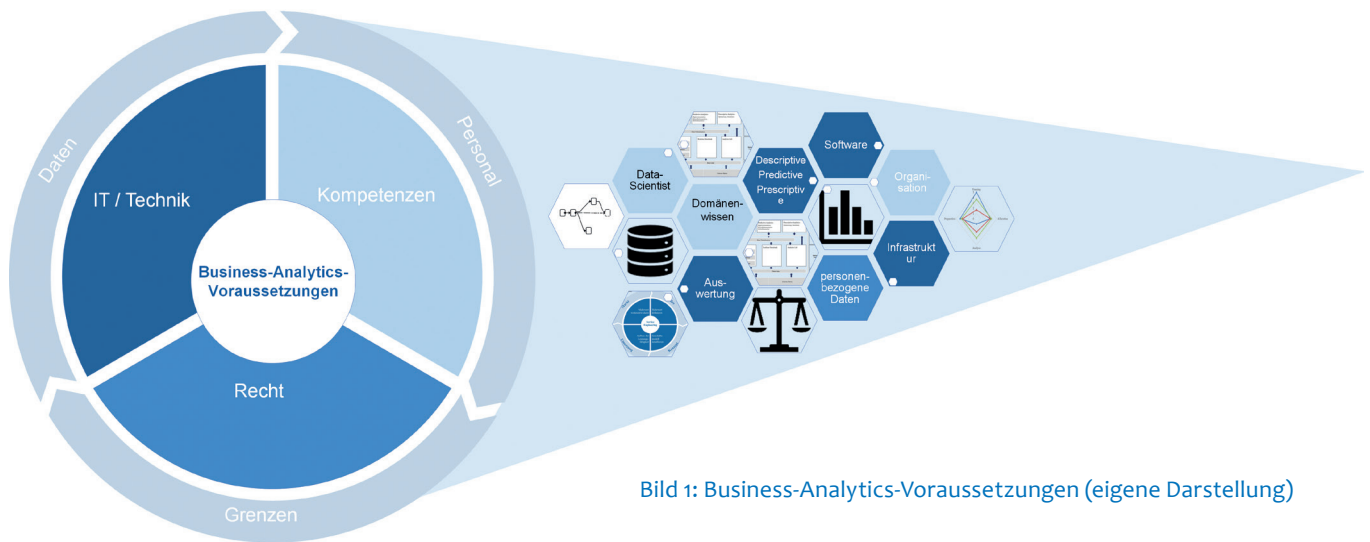 Daten
Personal
Grenzen
IT / Technik
Kompetenzen
Recht
Business-Analytics-
Voraussetzungen
Data-
Scientist
Domänen-
wissen
Descriptive
Predictive
Prescriptiv
e
Software
Organi-
sation
Infrastrukt
ur
Aus-
wertung
personen-
bezogene
Daten
Bild 1: Business-Analytics-Voraussetzungen (eigene Darstellung)